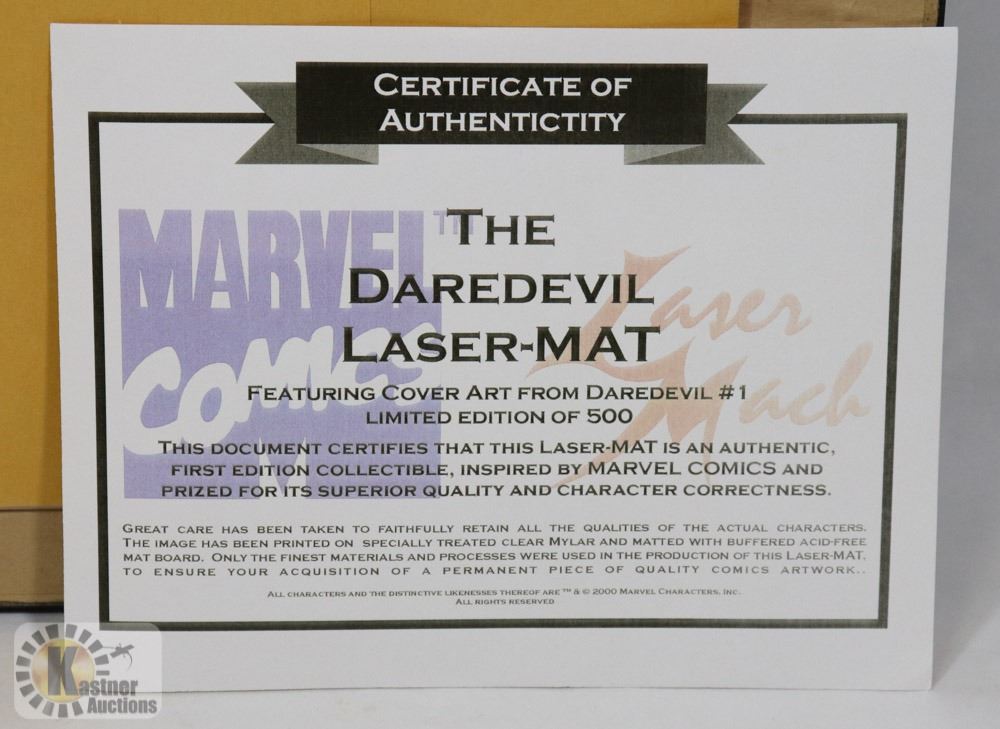 CERTIFICATE OF
AUTHENTICTITY
MARVEL™
COMICS
Laser
Mach
THE
DAREDEVIL
LASER-MAT
FEATURING COVER ART FROM DAREDEVIL #1
LIMITED EDITION OF 500
THIS DOCUMENT CERTIFIES THAT THIS LASER-MAT IS AN AUTHENTIC,
FIRST EDITION COLLECTIBLE, INSPIRED BY MARVEL COMICS AND
PRIZED FOR ITS SUPERIOR QUALITY AND CHARACTER CORRECTNESS.
GREAT CARE HAS BEEN TAKEN TO FAITHFULLY RETAIN ALL THE QUALITIES OF THE ACTUAL CHARACTERS.
THE IMAGE HAS BEEN PRINTED ON SPECIALLY TREATED CLEAR MYLAR AND MATTED WITH BUFFERED ACID-FREE
MAT BOARD. ONLY THE FINEST MATERIALS AND PROCESSES WERE USED IN THE PRODUCTION OF THIS LASER-MAT,
TO ENSURE YOUR ACQUISITION OF A PERMANENT PIECE OF QUALITY COMICS ARTWORK..
ALL CHARACTERS AND THE DISTINCTIVE LIKENESSES THEREOF ARE ™ & © 2000 MARVEL CHARACTERS, INC.
ALL RIGHTS RESERVED
Kastner
Auctions